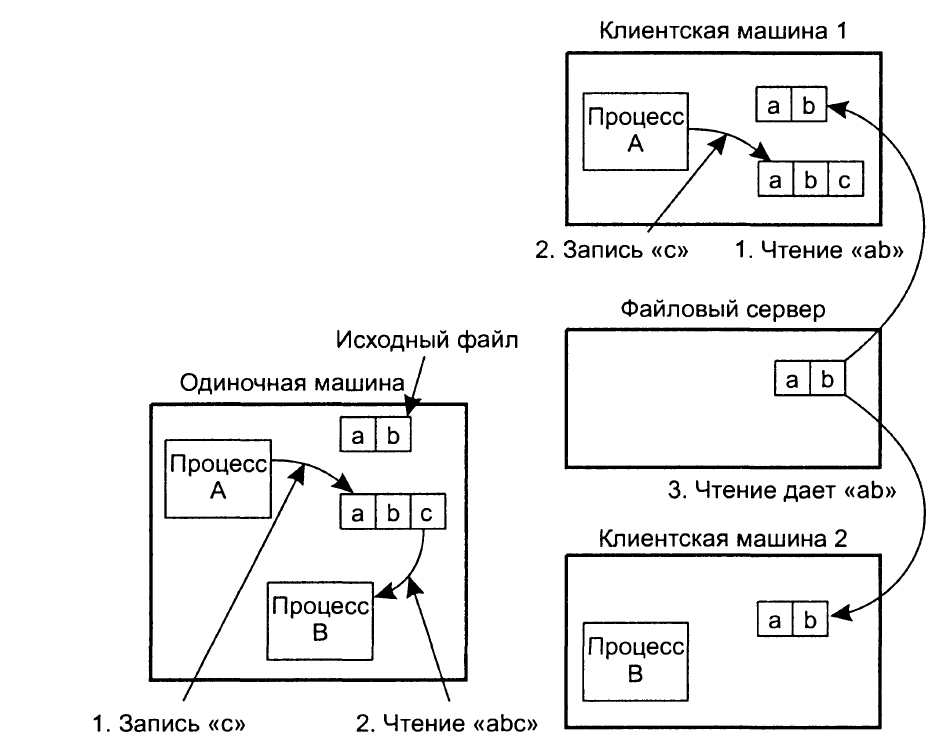 Клиентская машина 1
Процесс
A
a b
a b c
2. Запись «c» 1. Чтение «ab»
Файловый сервер
a b
3. Чтение дает «ab»
Клиентская машина 2
a b
Процесс
B
Исходный файл
Одиночная машина
a b
Процесс
A
a b c
Процесс
B
1. Запись «c» 2. Чтение «abc»